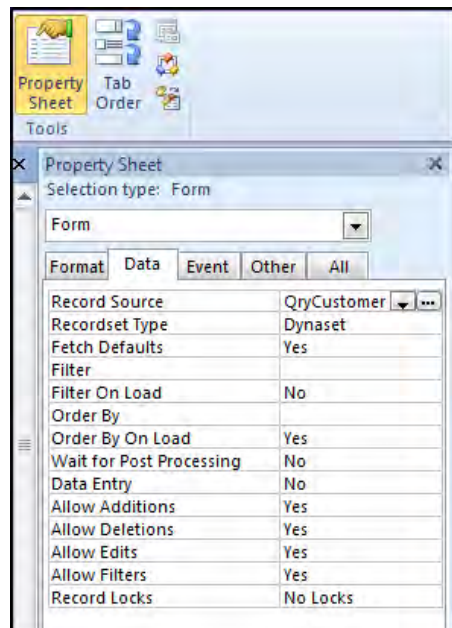 Property Sheet
Tab Order
Tools
Property Sheet
Selection type: Form
Form
Format Data Event Other All
Record Source QryCustomer
Recordset Type Dynaset
Fetch Defaults Yes
Filter
Filter On Load No
Order By
Order By On Load Yes
Wait for Post Processing No
Data Entry No
Allow Additions Yes
Allow Deletions Yes
Allow Edits Yes
Allow Filters Yes
Record Locks No Locks